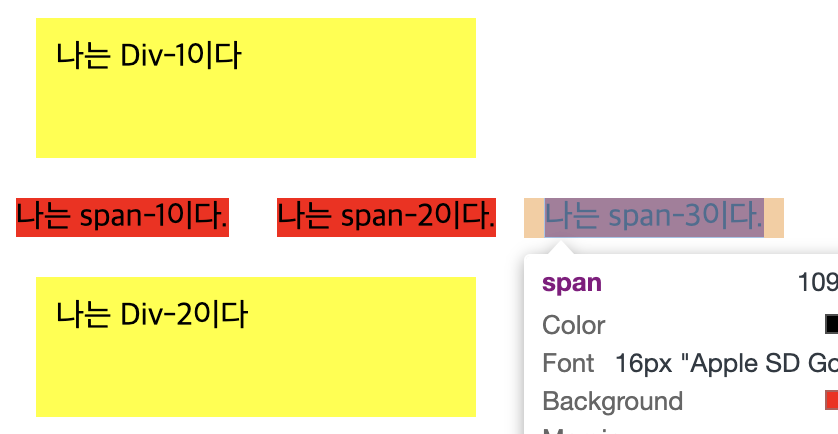 나는 Div-1이다
나는 span-1이다. 나는 span-2이다. 나는 span-3이다.
나는 Div-2이다
span 109
Color
Font 16px "Apple SD Go
Background